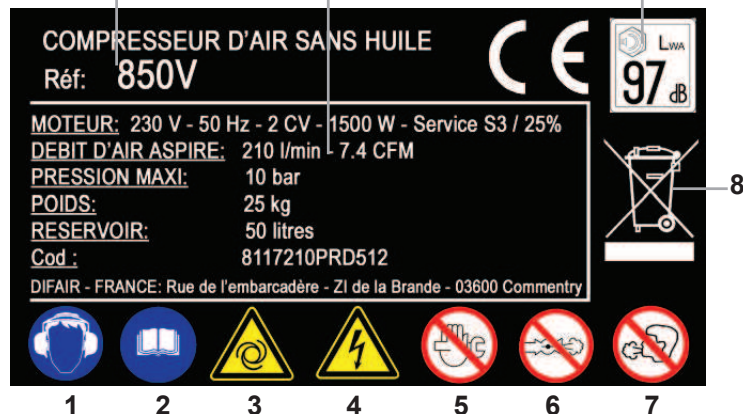 COMPRESSEUR D'AIR SANS HUILE
Réf: 850V
CE
LWA
97 dB
MOTEUR: 230 V - 50 Hz - 2 CV - 1500 W - Service S3 / 25%
DEBIT D'AIR ASPIRE: 210 l/min - 7.4 CFM
PRESSION MAXI: 10 bar
POIDS: 25 kg
RESERVOIR: 50 litres
Cod : 8117210PRD512
DIFAIR - FRANCE: Rue de l'embarcadère - ZI de la Brande - 03600 Commentry
8
1 2 3 4 5 6 7